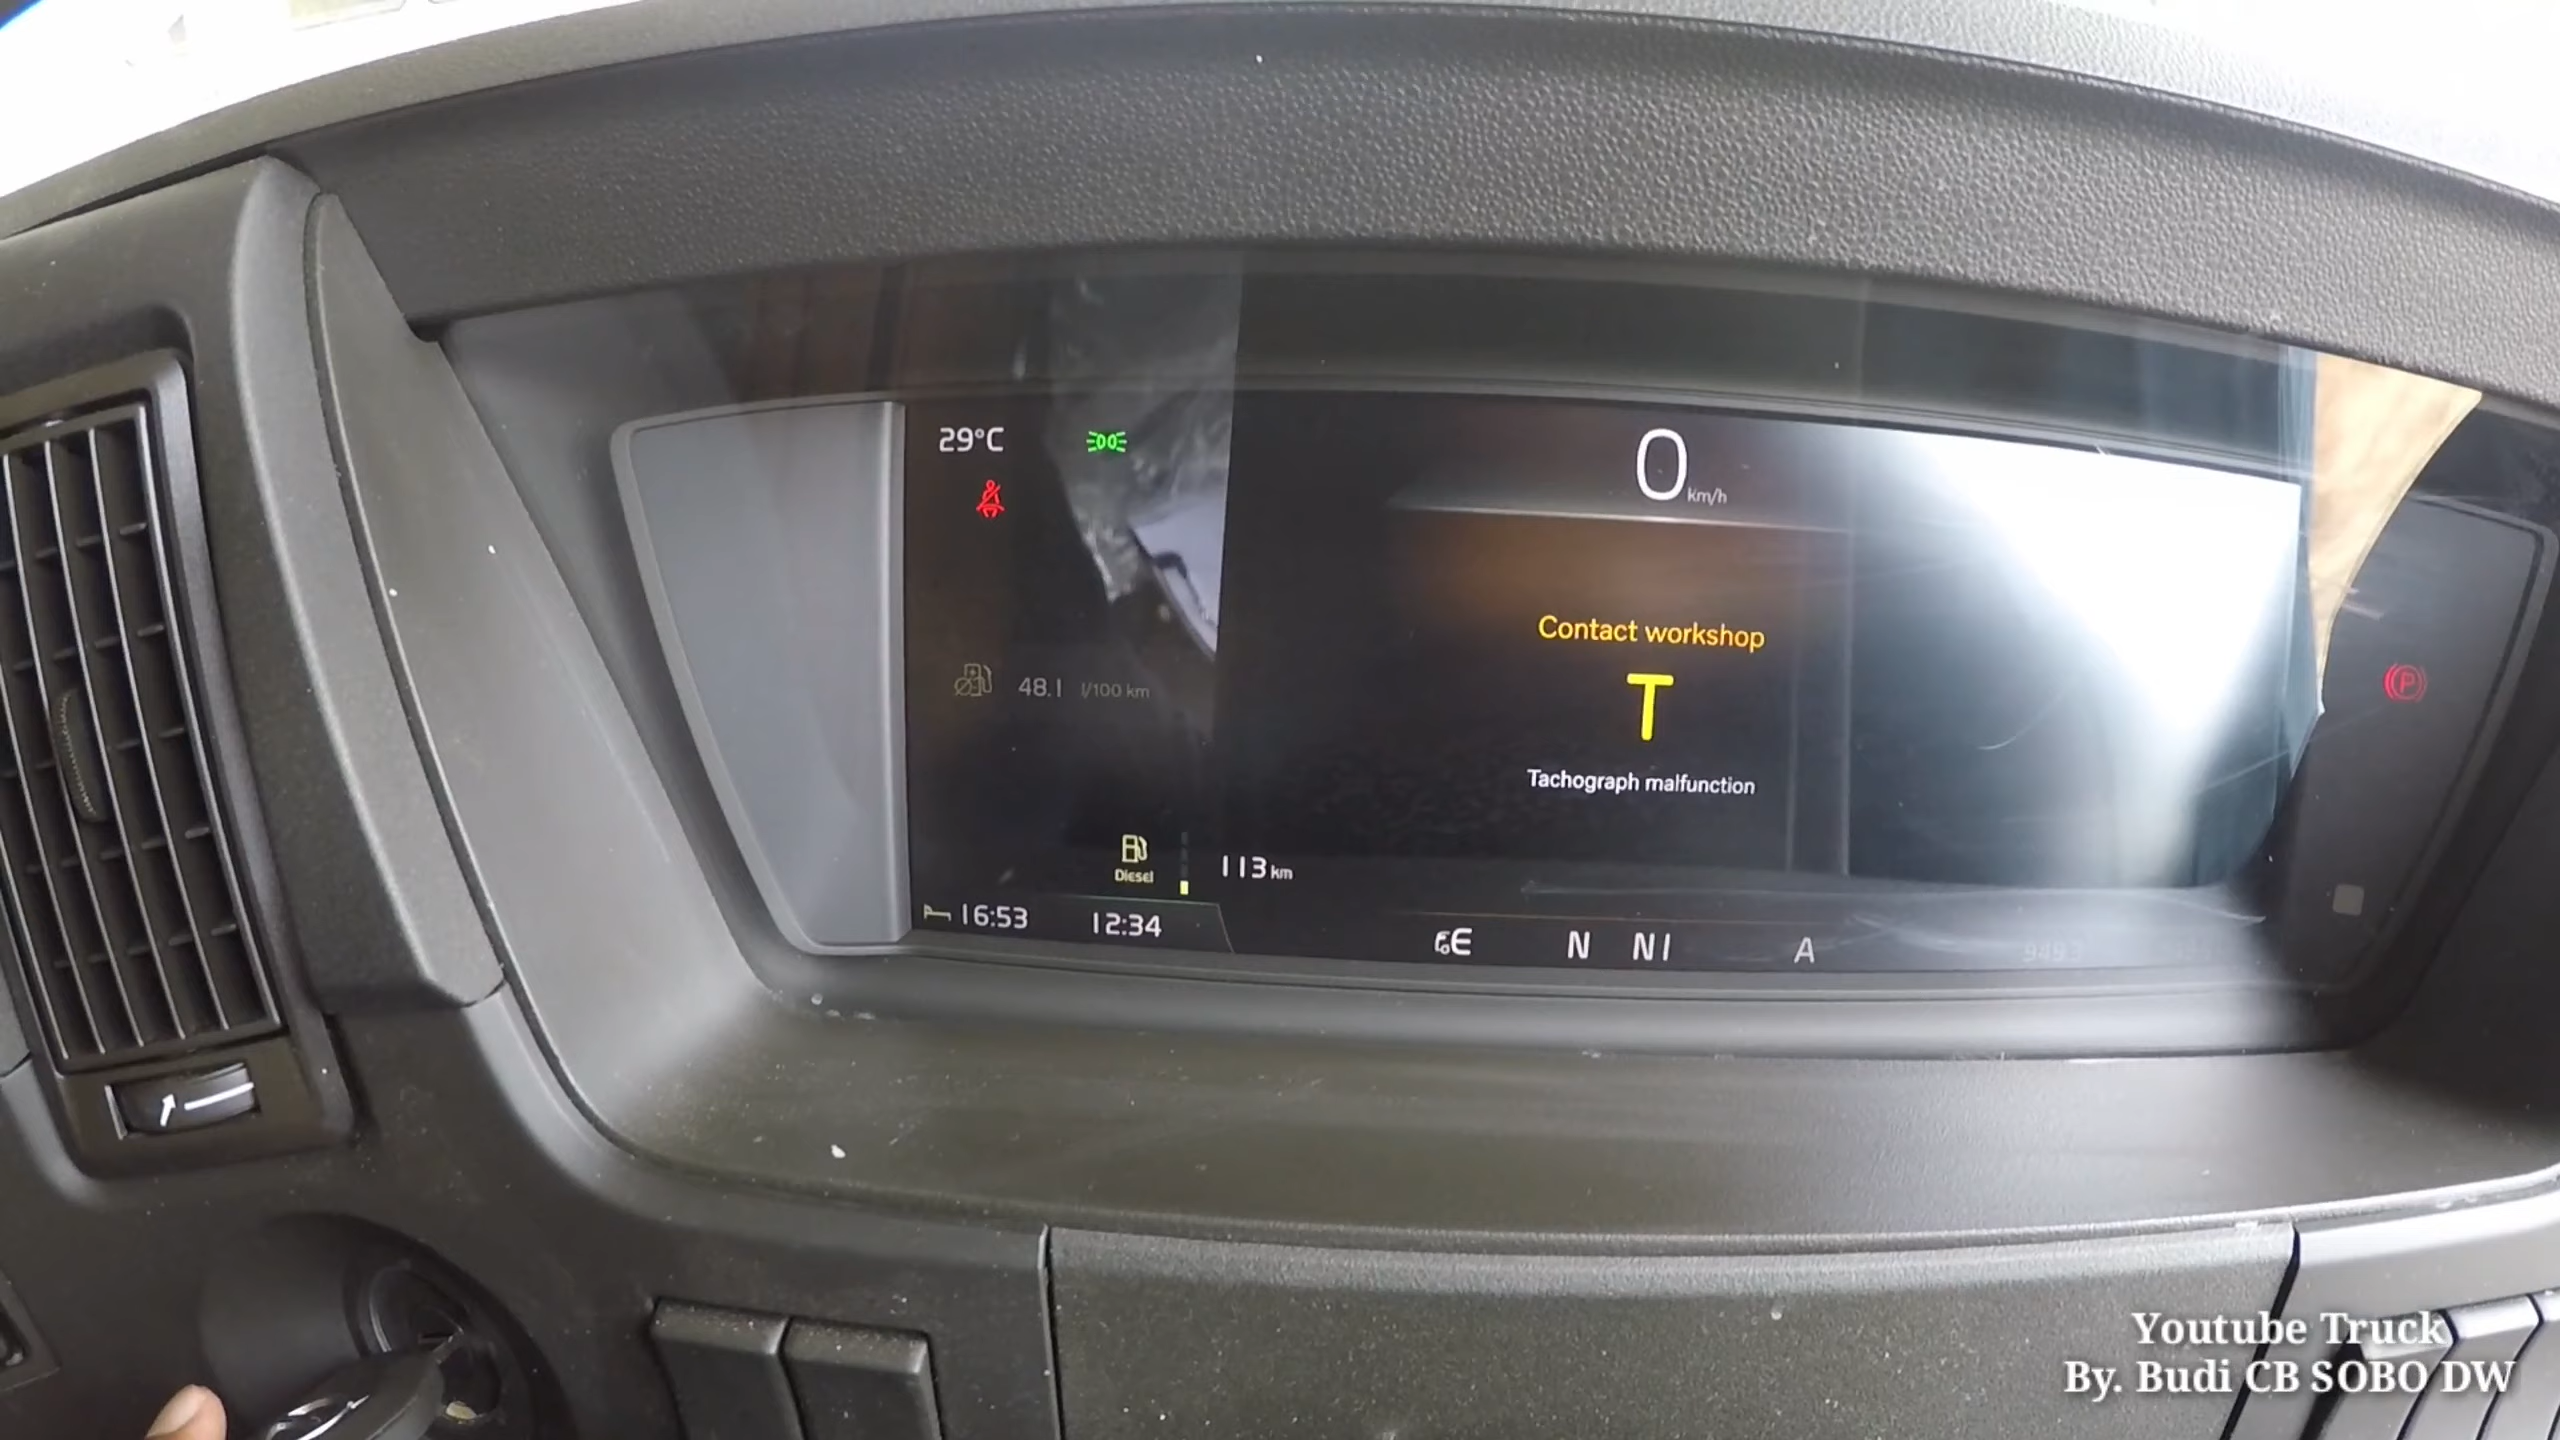 29°C
0 km/h
Contact workshop
T
Tachograph malfunction
48.1 l/100 km
Diesel
113 km
16:53 12:34
E N N1 A
P
Youtube Truck
By. Budi CB SOBO DW